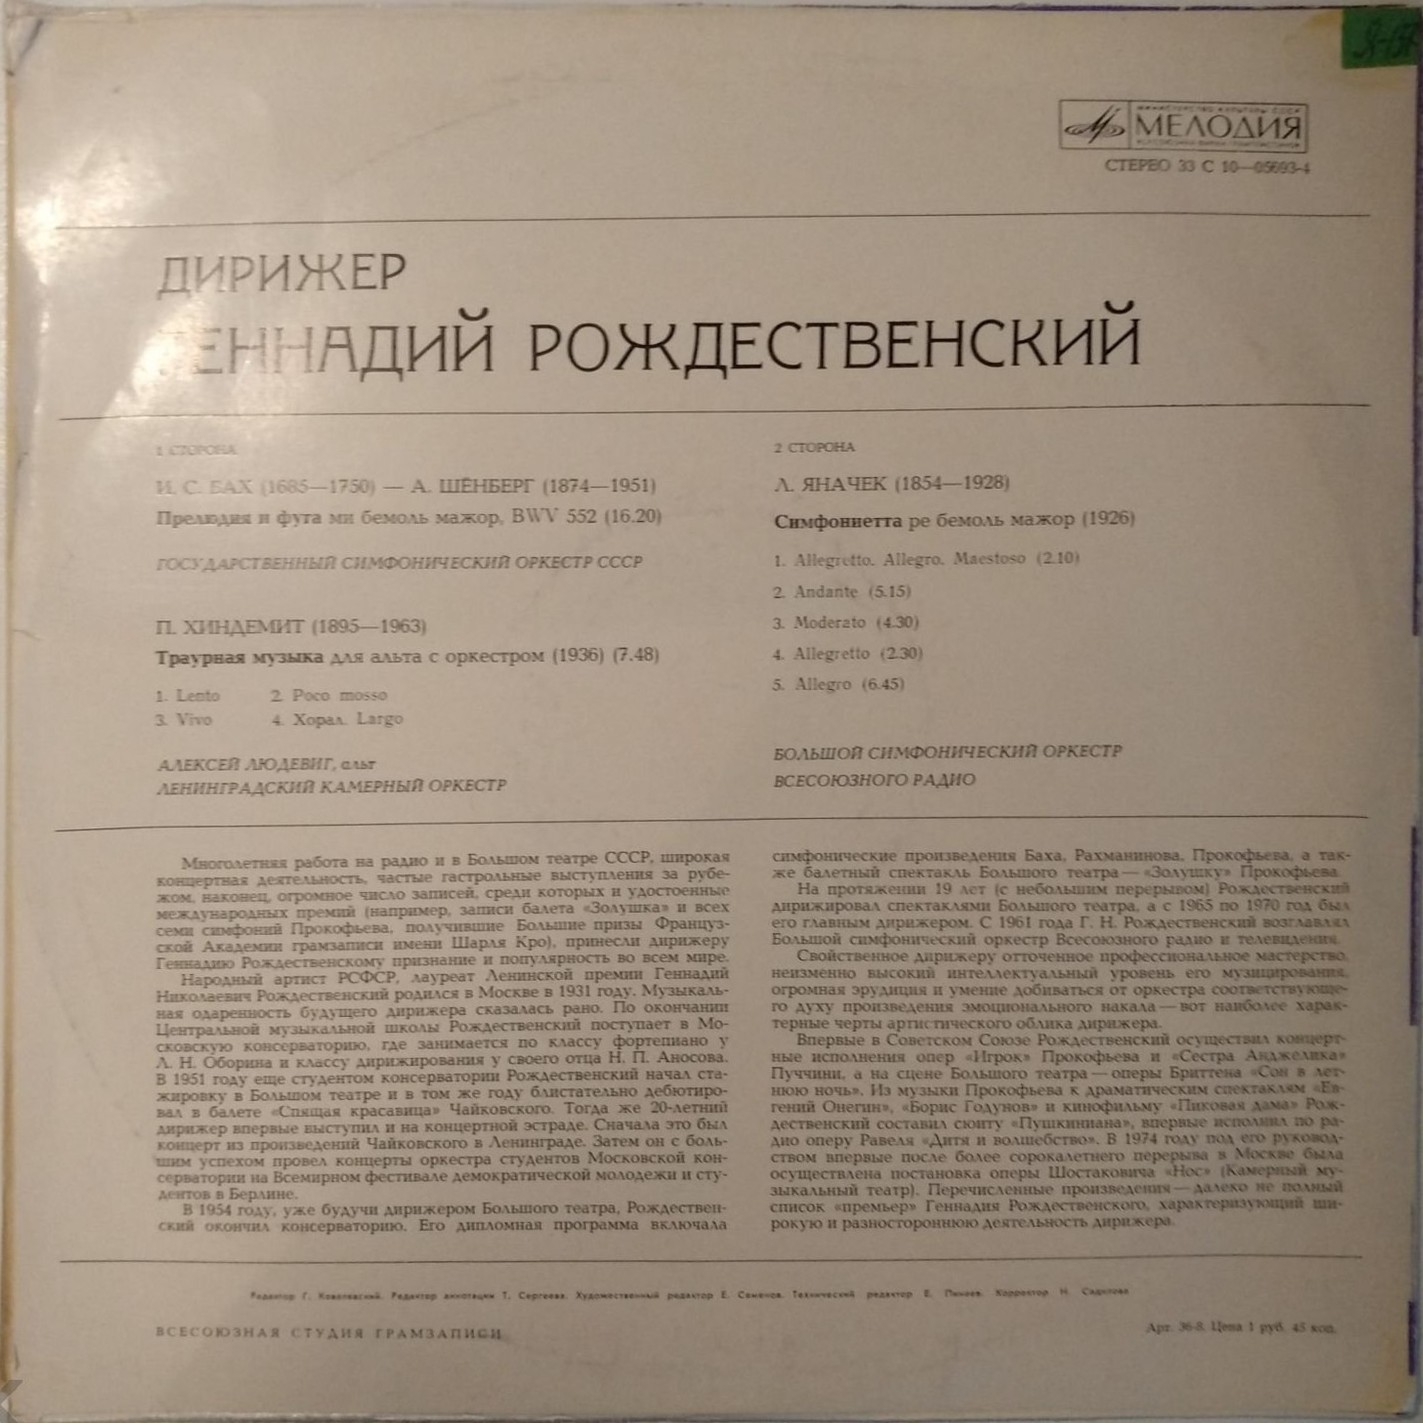 МЕЛОДИЯ
СТЕРЕО 33 С 10—05693-4
ДИРИЖЕР
ГЕННАДИЙ РОЖДЕСТВЕНСКИЙ
1 СТОРОНА
И. С. БАХ (1685—1750) — А. ШЁНБЕРГ (1874—1951)
Прелюдия и фуга ми бемоль мажор, BWV 552 (16.20)
ГОСУДАРСТВЕННЫЙ СИМФОНИЧЕСКИЙ ОРКЕСТР СССР
П. ХИНДЕМИТ (1895—1963)
Траурная музыка для альта с оркестром (1936) (7.48)
1. Lento 2. Poco mosso
3. Vivo 4. Хорал. Largo
АЛЕКСЕЙ ЛЮДЕВИГ, альт
ЛЕНИНГРАДСКИЙ КАМЕРНЫЙ ОРКЕСТР
2 СТОРОНА
Л. ЯНАЧЕК (1854—1928)
Симфониетта ре бемоль мажор (1926)
1. Allegretto. Allegro. Maestoso (2.10)
2. Andante (5.15)
3. Moderato (4.30)
4. Allegretto (2.30)
5. Allegro (6.45)
БОЛЬШОЙ СИМФОНИЧЕСКИЙ ОРКЕСТР
ВСЕСОЮЗНОГО РАДИО
Многолетняя работа на радио и в Большом театре СССР, широкая
концертная деятельность, частые гастрольные выступления за рубе-
жом, наконец, огромное число записей, среди которых и удостоенные
международных премий (например, записи балета «Золушка» и всех
семи симфоний Прокофьева, получившие Большие призы Француз-
ской Академии грамзаписи имени Шарля Кро), принесли дирижеру
Геннадию Рождественскому признание и популярность во всем мире.
Народный артист РСФСР, лауреат Ленинской премии Геннадий
Николаевич Рождественский родился в Москве в 1931 году. Музыкаль-
ная одаренность будущего дирижера сказалась рано. По окончании
Центральной музыкальной школы Рождественский поступает в Мо-
сковскую консерваторию, где занимается по классу фортепиано у
Л. Н. Оборина и классу дирижирования у своего отца Н. П. Аносова.
В 1951 году еще студентом консерватории Рождественский начал ста-
жировку в Большом театре и в том же году блистательно дебютиро-
вал в балете «Спящая красавица» Чайковского. Тогда же 20-летний
дирижер впервые выступил и на концертной эстраде. Сначала это был
концерт из произведений Чайковского в Ленинграде. Затем он с боль-
шим успехом провел концерты оркестра студентов Московской кон-
серватории на Всемирном фестивале демократической молодежи и сту-
дентов в Берлине.
В 1954 году, уже будучи дирижером Большого театра, Рождествен-
ский окончил консерваторию. Его дипломная программа включала
симфонические произведения Баха, Рахманинова, Прокофьева, а так-
же балетный спектакль Большого театра — «Золушку» Прокофьева.
На протяжении 19 лет (с небольшим перерывом) Рождественский
дирижировал спектаклями Большого театра, а с 1965 по 1970 год был
его главным дирижером. С 1961 года Г. Н. Рождественский возглавлял
Большой симфонический оркестр Всесоюзного радио и телевидения.
Свойственное дирижеру отточенное профессиональное мастерство,
неизменно высокий интеллектуальный уровень его музицирования,
огромная эрудиция и умение добиваться от оркестра соответствующе-
го духу произведения эмоционального накала — вот наиболее харак-
терные черты артистического облика дирижера.
Впервые в Советском Союзе Рождественский осуществил концерт-
ные исполнения опер «Игрок» Прокофьева и «Сестра Анджелика»
Пуччини, а на сцене Большого театра — оперы Бриттена «Сон в лет-
нюю ночь». Из музыки Прокофьева к драматическим спектаклям «Ев-
гений Онегин», «Борис Годунов» и кинофильму «Пиковая дама» Рож-
дественский составил сюиту «Пушкиниана», впервые исполнил по ра-
дио оперу Равеля «Дитя и волшебство». В 1974 году под его руковод-
ством впервые после более сорокалетнего перерыва в Москве была
осуществлена постановка оперы Шостаковича «Нос» (Камерный му-
зыкальный театр). Перечисленные произведения — далеко не полный
список «премьер» Геннадия Рождественского, характеризующий ши-
рокую и разностороннюю деятельность дирижера.
Редактор Г. Редактор аннотации Т. Сергеева. Художественный редактор Е. Семенов. Технический редактор Е. Корректор Н.
ВСЕСОЮЗНАЯ СТУДИЯ ГРАМЗАПИСИ
Арт. 36-8. Цена 1 руб. 45 коп.